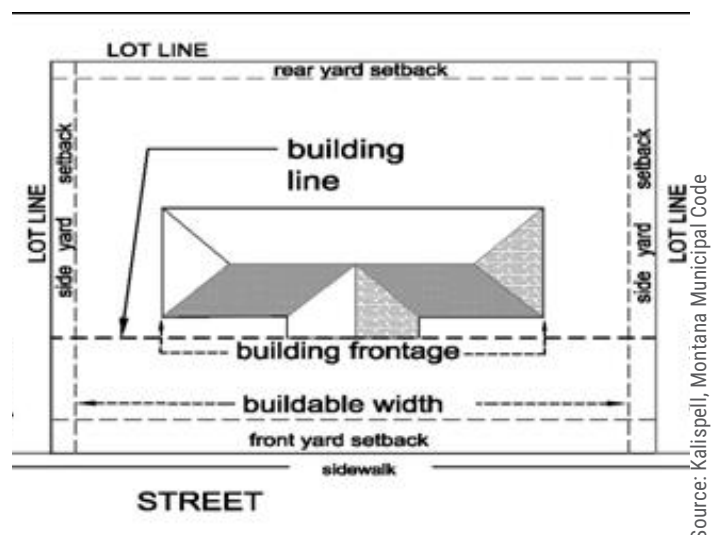 LOT LINE
rear yard setback
side yard setback
LOT LINE
building
line
side yard setback
LOT LINE
building frontage
buildable width
front yard setback
sidewalk
STREET
Source: Kalispell, Montana Municipal Code